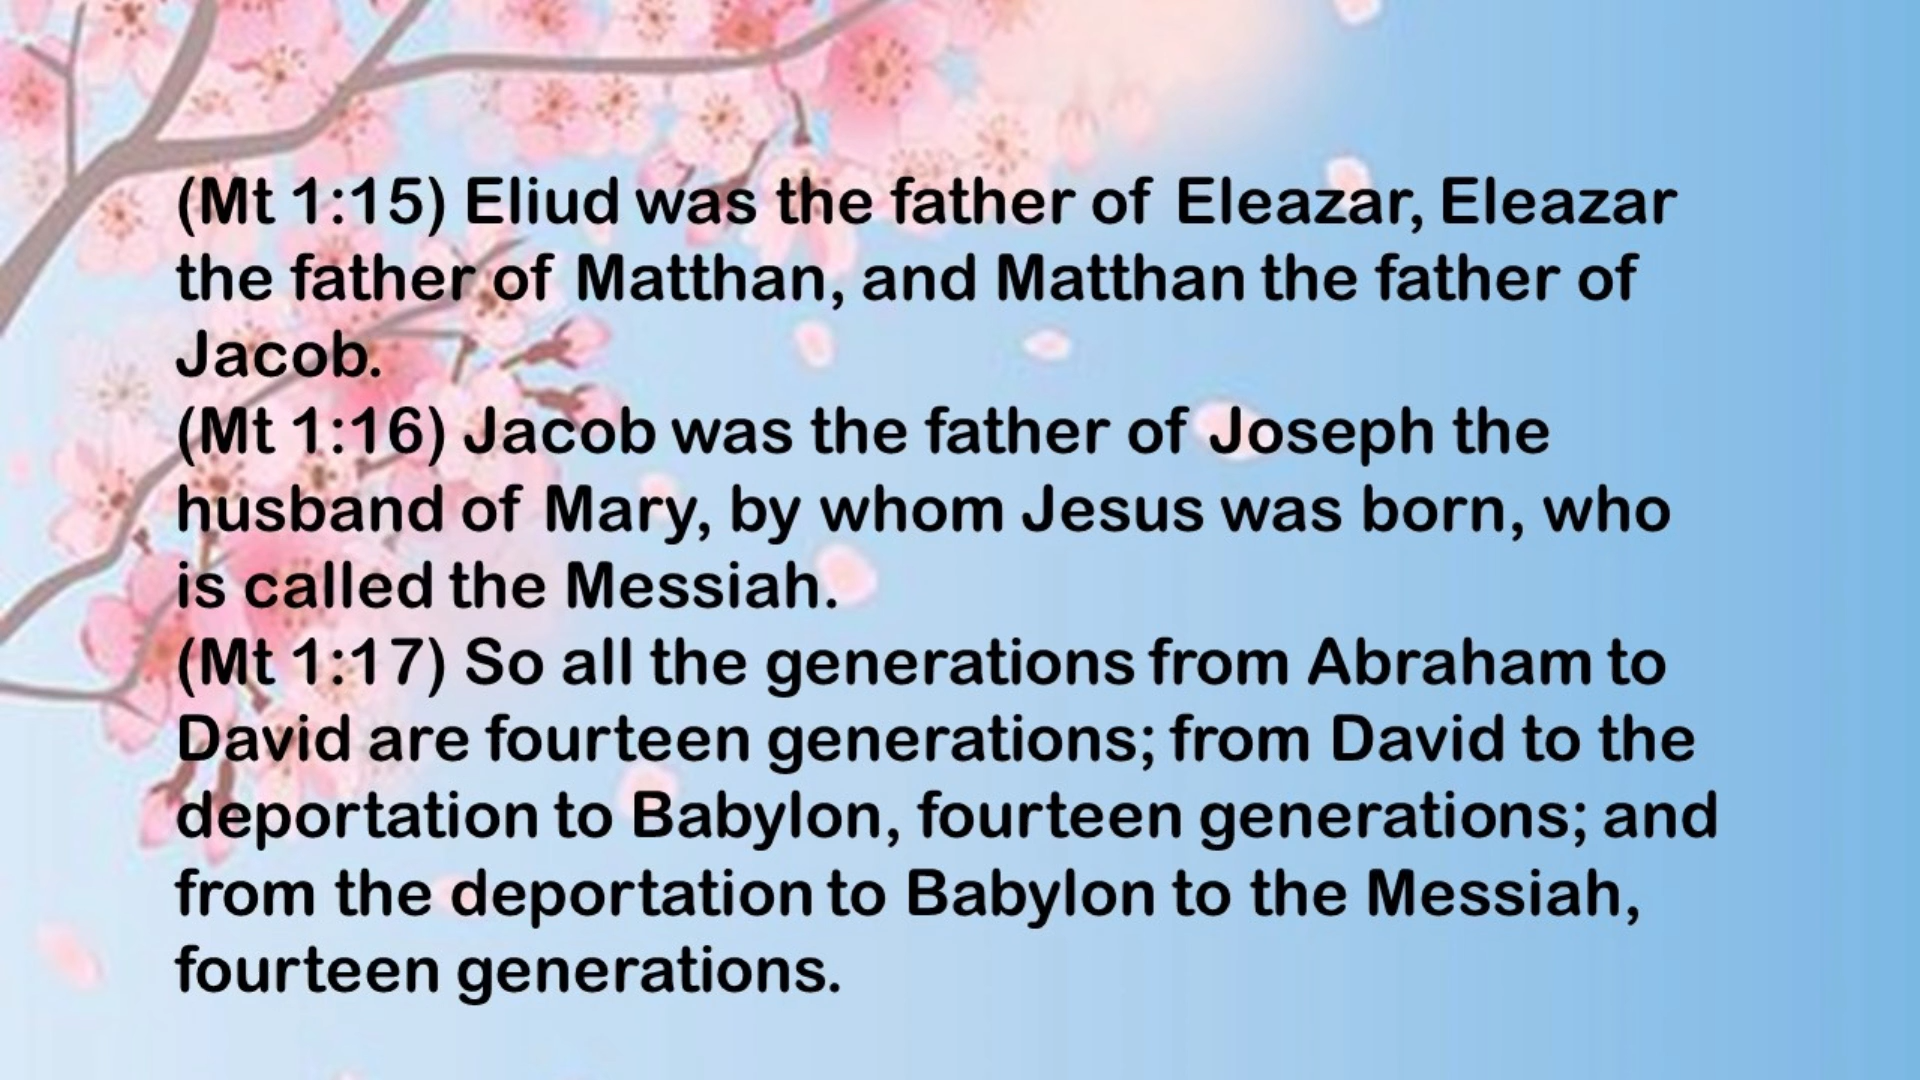 (Mt 1:15) Eliud was the father of Eleazar, Eleazar
the father of Matthan, and Matthan the father of
Jacob.
(Mt 1:16) Jacob was the father of Joseph the
husband of Mary, by whom Jesus was born, who
is called the Messiah.
(Mt 1:17) So all the generations from Abraham to
David are fourteen generations; from David to the
deportation to Babylon, fourteen generations; and
from the deportation to Babylon to the Messiah,
fourteen generations.